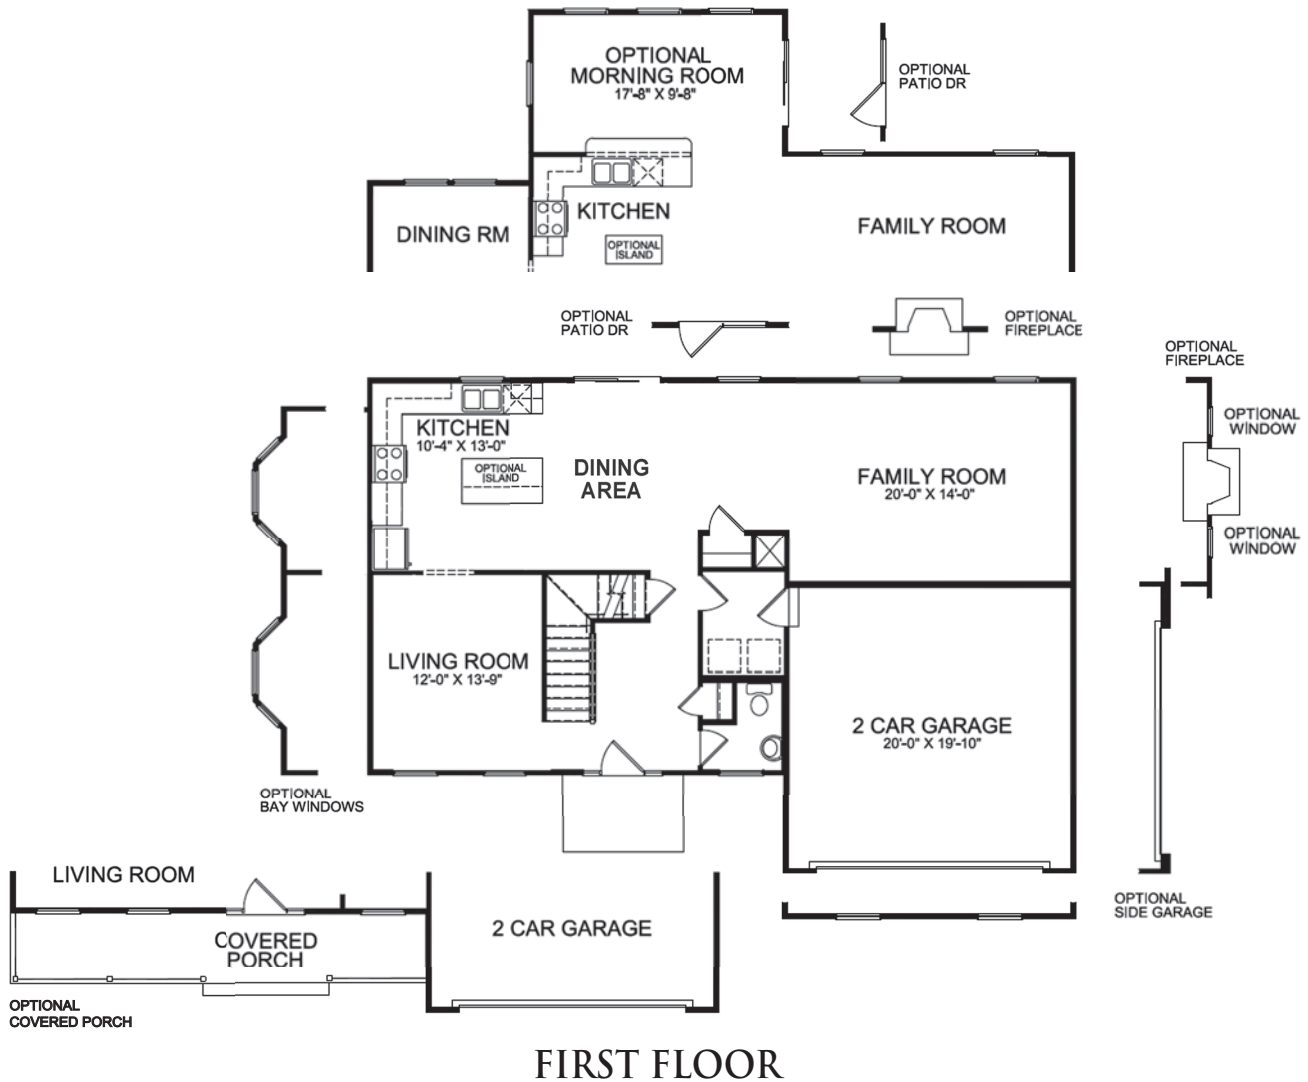 OPTIONAL
MORNING ROOM
17'-8" X 9'-8"
OPTIONAL
PATIO DR
KITCHEN
OPTIONAL
ISLAND
DINING RM
FAMILY ROOM
OPTIONAL
PATIO DR
OPTIONAL
FIREPLACE
OPTIONAL
FIREPLACE
OPTIONAL
WINDOW
OPTIONAL
WINDOW
KITCHEN
10'-4" X 13'-0"
OPTIONAL
ISLAND
DINING
AREA
FAMILY ROOM
20'-0" X 14'-0"
LIVING ROOM
12'-0" X 13'-9"
2 CAR GARAGE
20'-0" X 19'-10"
OPTIONAL
BAY WINDOWS
OPTIONAL
SIDE GARAGE
LIVING ROOM
COVERED
PORCH
2 CAR GARAGE
OPTIONAL
COVERED PORCH
FIRST FLOOR